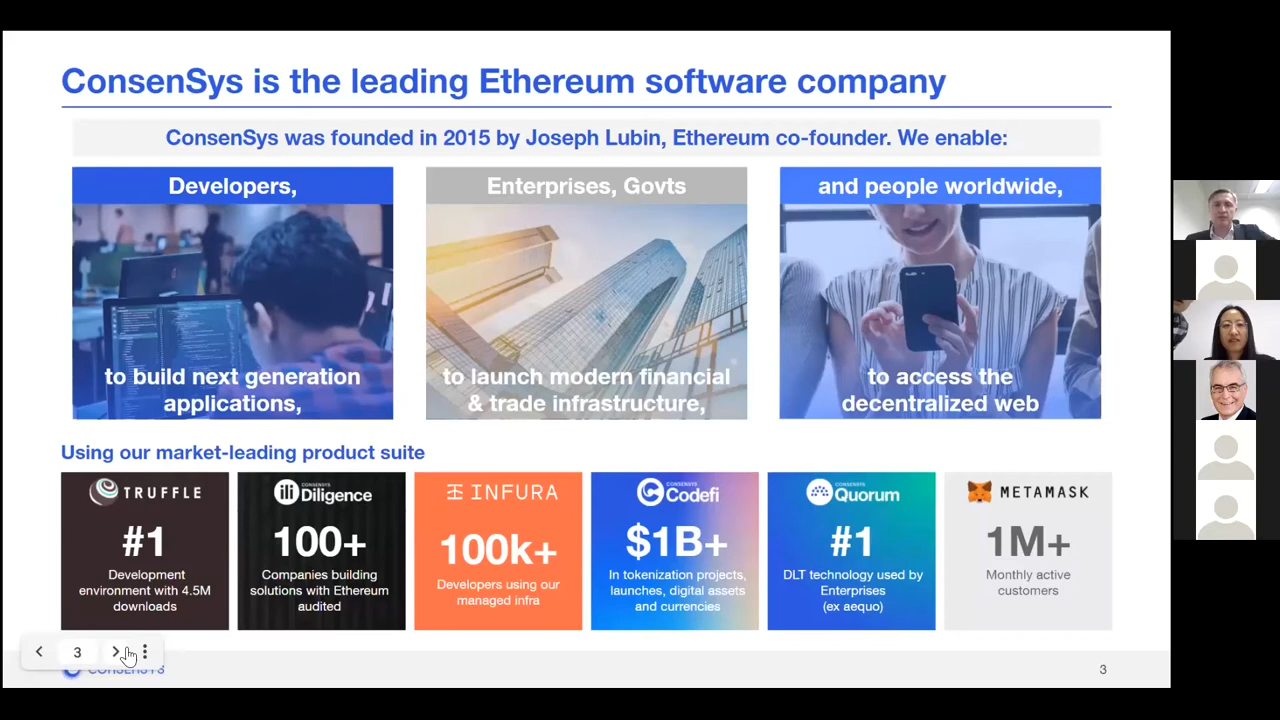 ConsenSys is the leading Ethereum software company
ConsenSys was founded in 2015 by Joseph Lubin, Ethereum co-founder. We enable:
Developers,
to build next generation
applications,
Enterprises, Govts
to launch modern financial
& trade infrastructure,
and people worldwide,
to access the
decentralized web
Using our market-leading product suite
TRUFFLE
#1
Development
environment with 4.5M
downloads
CONSENSYS
Diligence
100+
Companies building
solutions with Ethereum
audited
INFURA
100k+
Developers using our
managed infra
CONSENSYS
Codefi
$1B+
In tokenization projects,
launches, digital assets
and currencies
CONSENSYS
Quorum
#1
DLT technology used by
Enterprises
(ex aequo)
METAMASK
1M+
Monthly active
customers
3
CONSENSYS
3